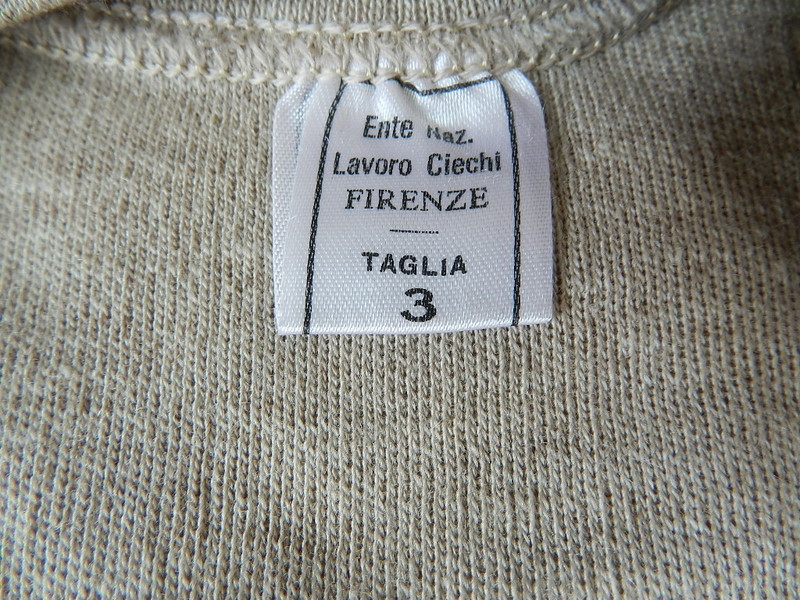 Ente Naz.
Lavoro Ciechi
FIRENZE
TAGLIA
3